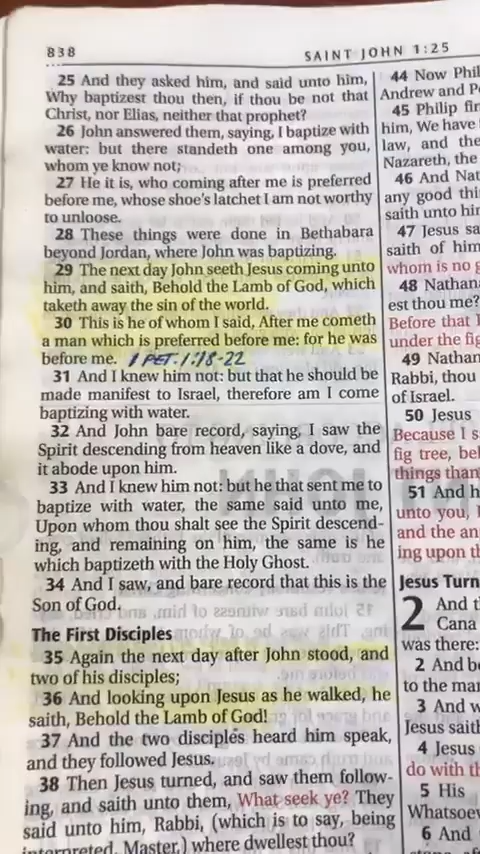 838
SAINT JOHN 1:25
25 And they asked him, and said unto him,
Why baptizest thou then, if thou be not that
Christ, nor Elias, neither that prophet?
26 John answered them, saying, I baptize with
water: but there standeth one among you,
whom ye know not;
27 He it is, who coming after me is preferred
before me, whose shoe's latchet I am not worthy
to unloose.
28 These things were done in Bethabara
beyond Jordan, where John was baptizing.
29 The next day John seeth Jesus coming unto
him, and saith, Behold the Lamb of God, which
taketh away the sin of the world.
30 This is he of whom I said, After me cometh
a man which is preferred before me: for he was
before me. 1 PET. 1:18-22
31 And I knew him not: but that he should be
made manifest to Israel, therefore am I come
baptizing with water.
32 And John bare record, saying, I saw the
Spirit descending from heaven like a dove, and
it abode upon him.
33 And I knew him not: but he that sent me to
baptize with water, the same said unto me,
Upon whom thou shalt see the Spirit descend-
ing, and remaining on him, the same is he
which baptizeth with the Holy Ghost.
34 And I saw, and bare record that this is the
Son of God.
The First Disciples
35 Again the next day after John stood, and
two of his disciples;
36 And looking upon Jesus as he walked, he
saith, Behold the Lamb of God!
37 And the two disciples heard him speak,
and they followed Jesus.
38 Then Jesus turned, and saw them follow-
ing, and saith unto them, What seek ye? They
said unto him, Rabbi, (which is to say, being
interpreted, Master,) where dwellest thou?
44 Now Phil
Andrew and P
45 Philip fin
him, We have
law, and the
Nazareth, the
46 And Nat
any good thi
saith unto hi
47 Jesus sa
saith of him
whom is no g
48 Nathan
est thou me?
Before that
under the fig
49 Nathan
Rabbi, thou
of Israel.
50 Jesus
Because I s
fig tree, bel
things than
51 And h
unto you,
and the an
ing upon th
Jesus Turn
2 And t
Cana
was there:
2 And b
to the mar
3 And w
Jesus saith
4 Jesus
do with th
5 His
Whatsoev
6 And